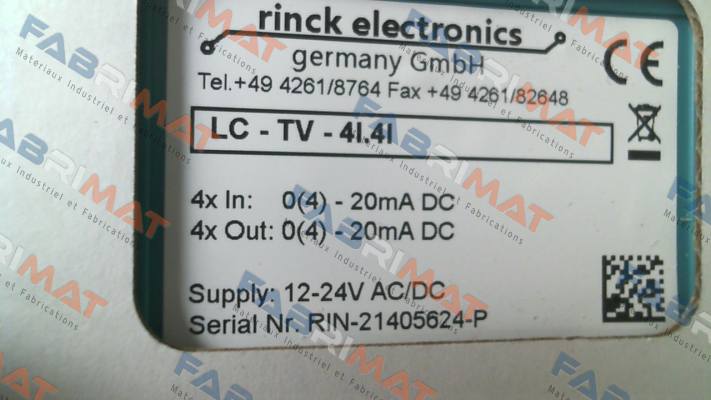 rinck electronics
germany GmbH
Tel.+49 4261/8764 Fax +49 4261/82648
CE
LC - TV - 4I.4I
4x In: 0(4) - 20mA DC
4x Out: 0(4) - 20mA DC
Supply: 12-24V AC/DC
Serial Nr. RIN-21405624-P
FABRIMAT
Materiaux Industriel et Fabrications